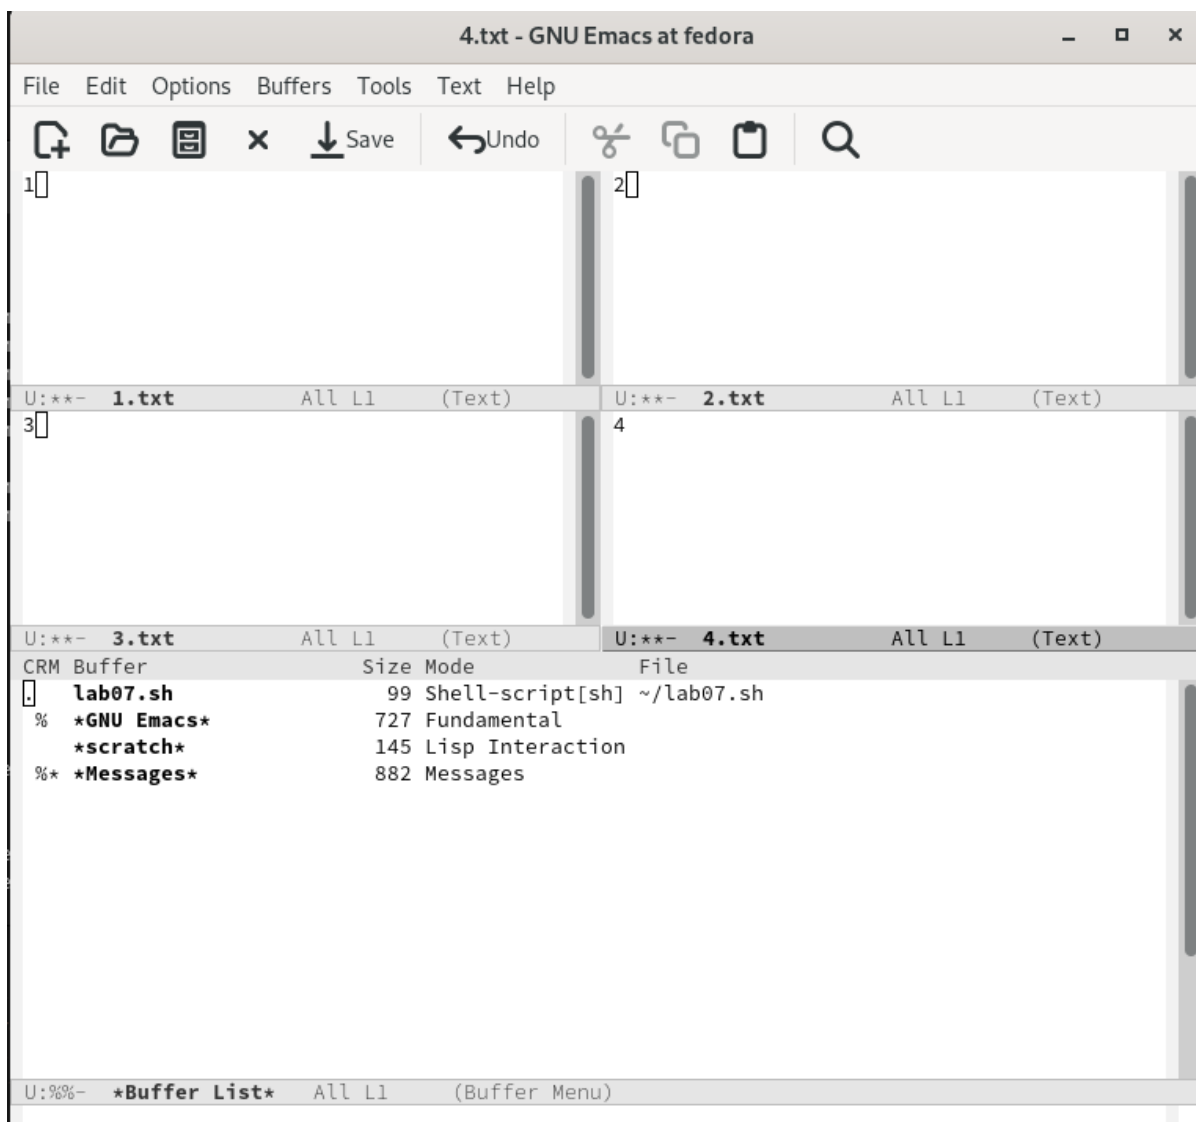 4.txt - GNU Emacs at fedora
File Edit Options Buffers Tools Text Help
Save Undo
1
2
U:**- 1.txt All L1 (Text)
U:**- 2.txt All L1 (Text)
3
4
U:**- 3.txt All L1 (Text)
U:**- 4.txt All L1 (Text)
CRM Buffer Size Mode File
. lab07.sh 99 Shell-script[sh] ~/lab07.sh
% *GNU Emacs* 727 Fundamental
*scratch* 145 Lisp Interaction
%* *Messages* 882 Messages
U:%%- *Buffer List* All L1 (Buffer Menu)